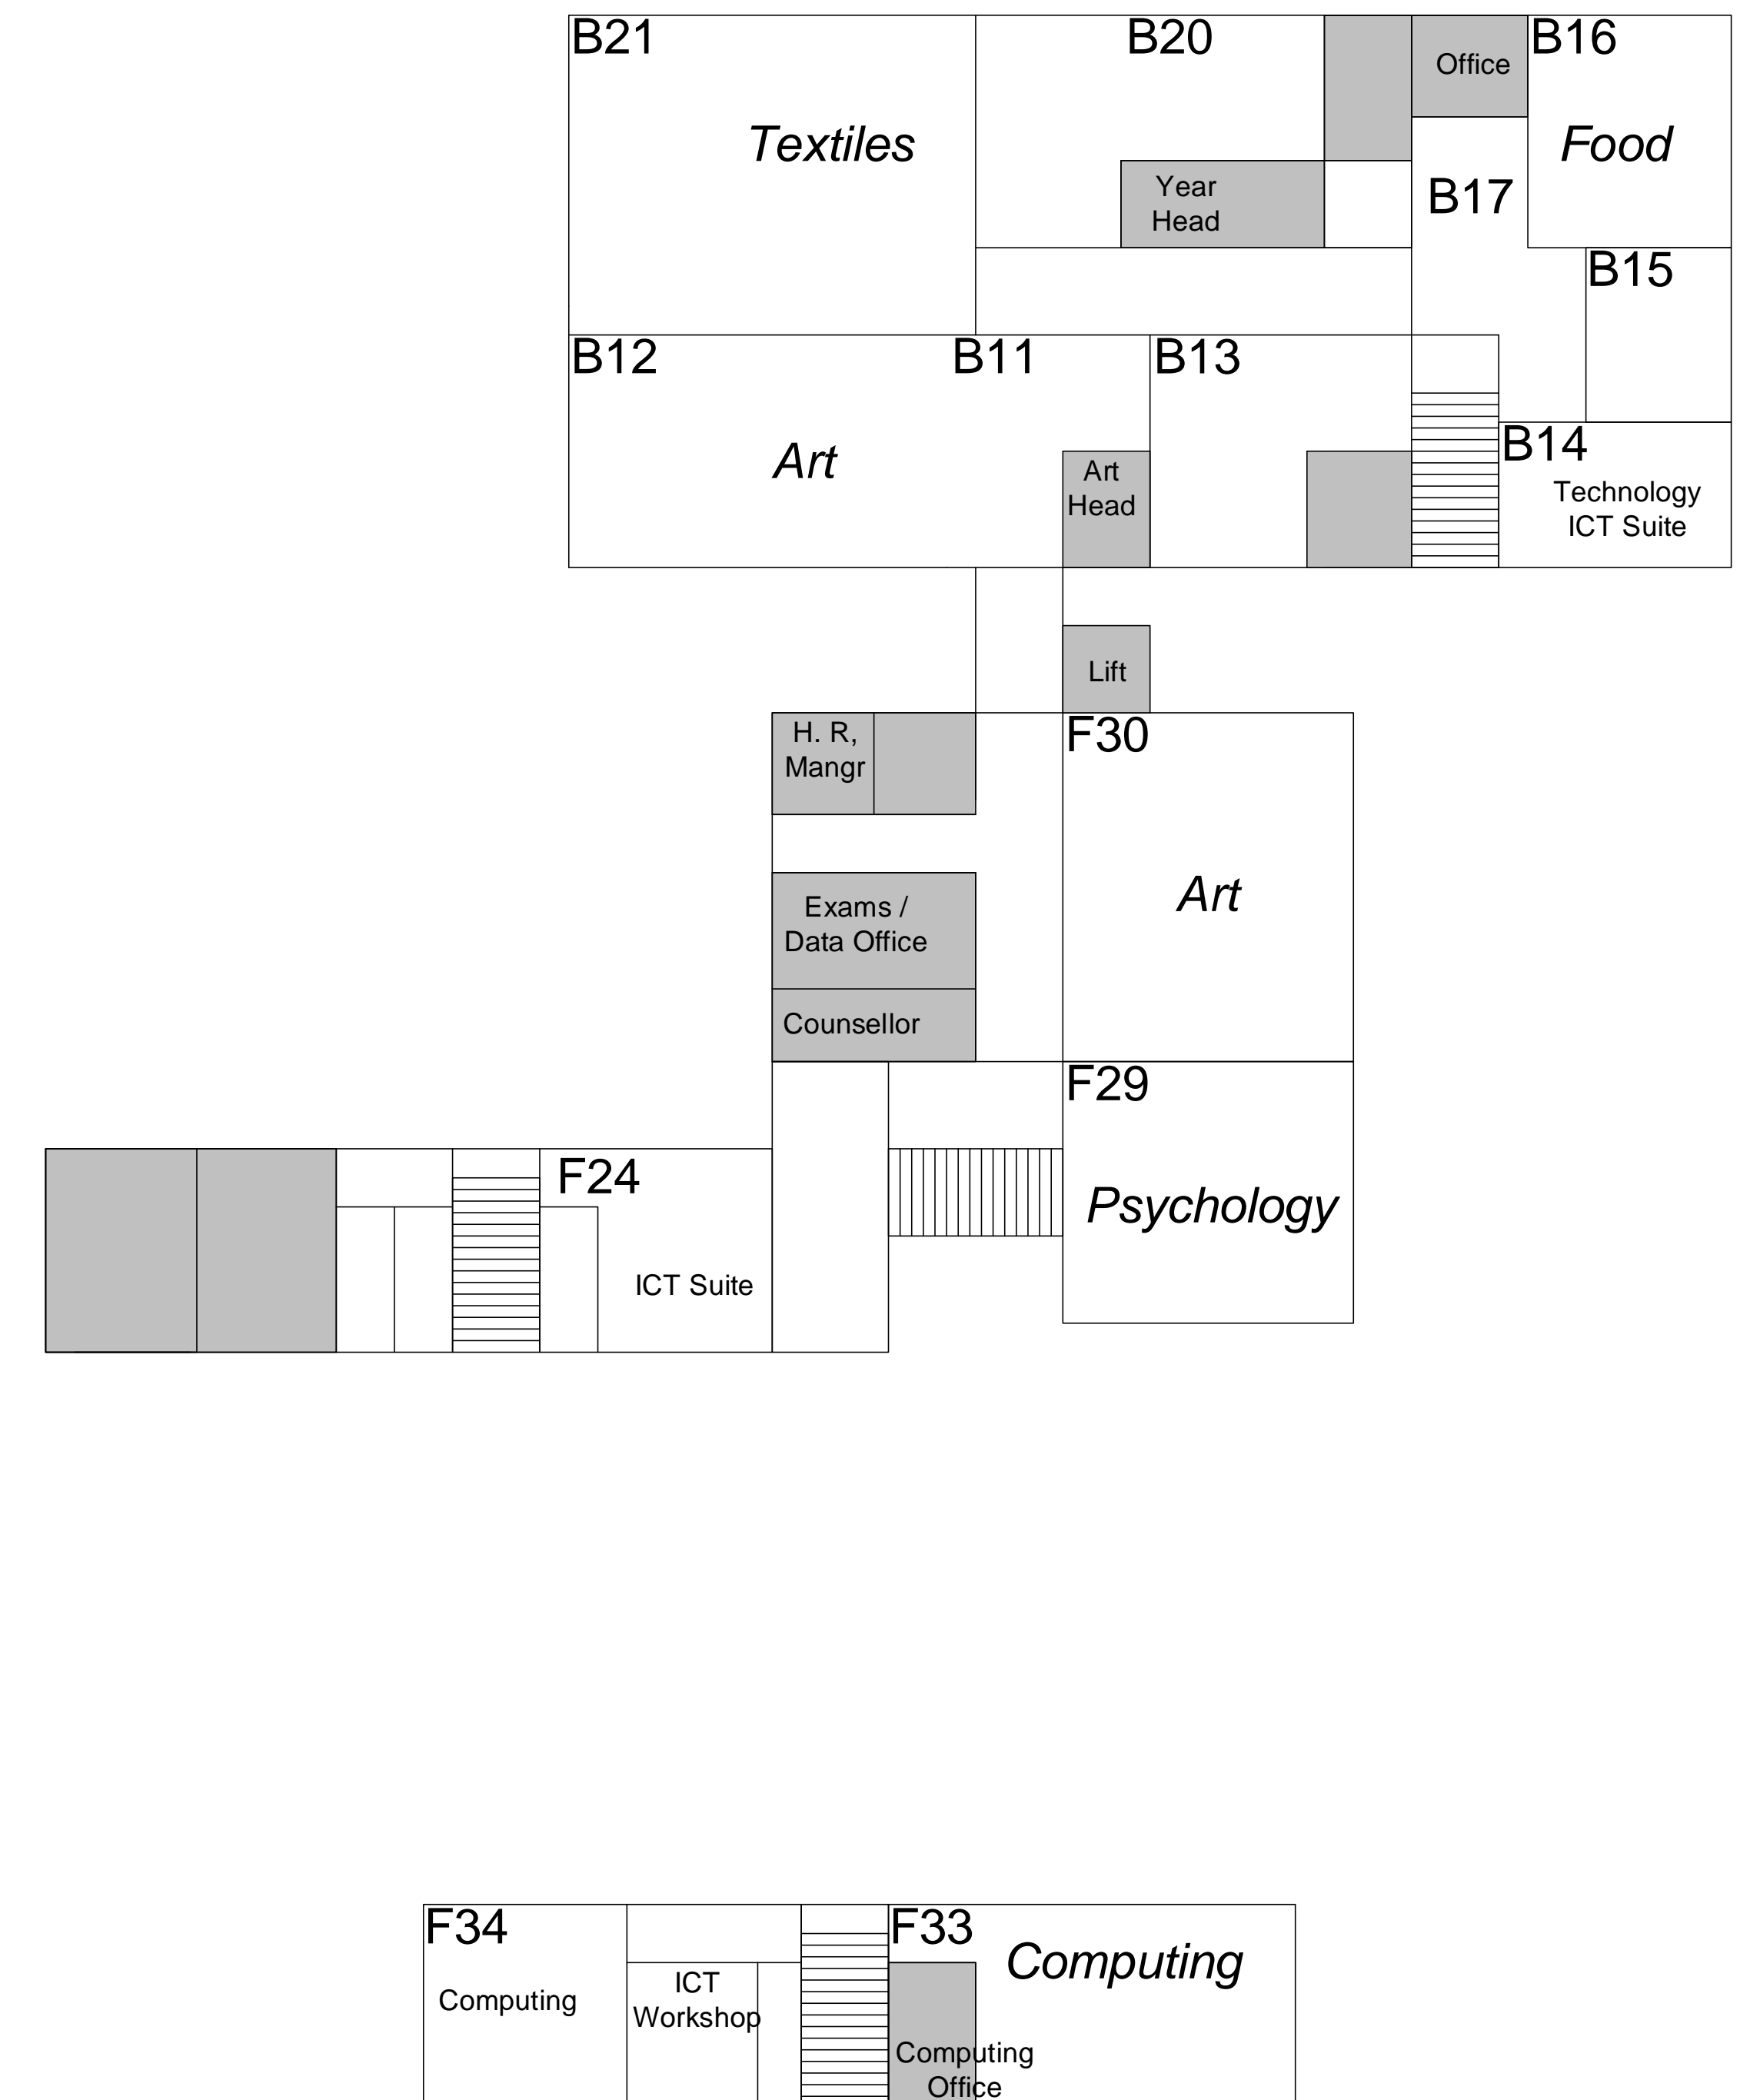 B21
B20
Office
B16
Textiles
Food
Year
Head
B17
B15
B12
B11
B13
Art
Art
Head
B14
Technology
ICT Suite
Lift
H. R,
Mangr
F30
Exams /
Data Office
Art
Counsellor
F29
F24
Psychology
ICT Suite
F34
F33
Computing
Computing
ICT
Workshop
Computing
Office